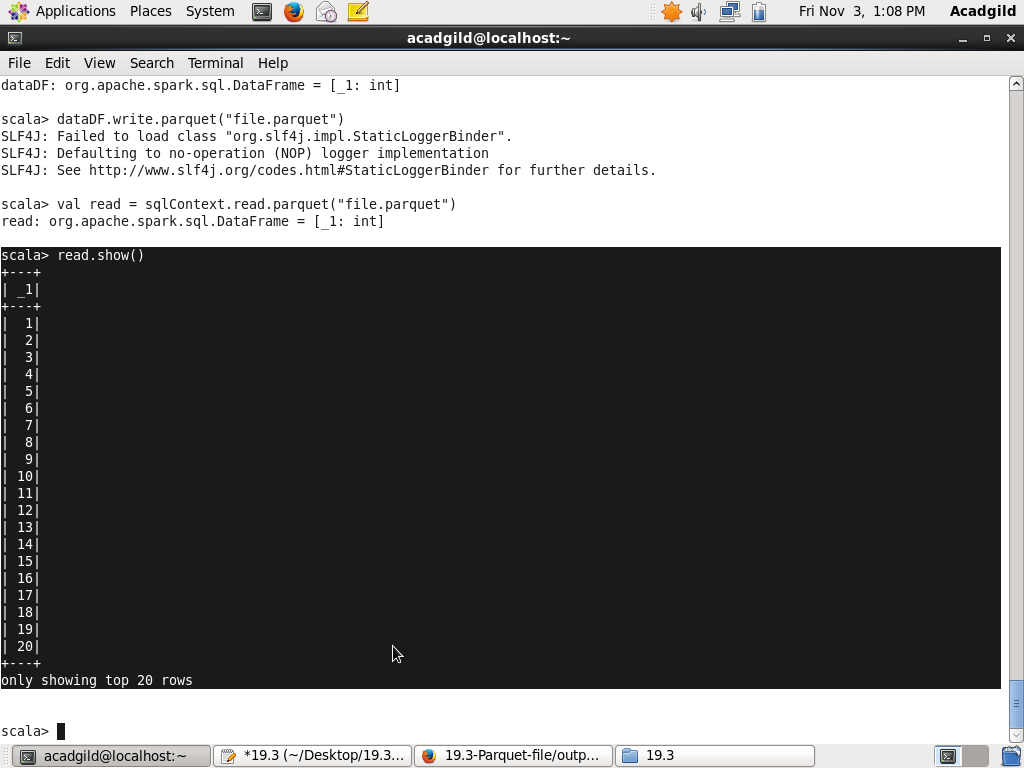 Applications Places System Fri Nov 3, 1:08 PM Acadgild
acadgild@localhost:~
File Edit View Search Terminal Help
dataDF: org.apache.spark.sql.DataFrame = [_1: int]
scala> dataDF.write.parquet("file.parquet")
SLF4J: Failed to load class "org.slf4j.impl.StaticLoggerBinder".
SLF4J: Defaulting to no-operation (NOP) logger implementation
SLF4J: See http://www.slf4j.org/codes.html#StaticLoggerBinder for further details.
scala> val read = sqlContext.read.parquet("file.parquet")
read: org.apache.spark.sql.DataFrame = [_1: int]
scala> read.show()
+---+
| _1|
+---+
|  1|
|  2|
|  3|
|  4|
|  5|
|  6|
|  7|
|  8|
|  9|
| 10|
| 11|
| 12|
| 13|
| 14|
| 15|
| 16|
| 17|
| 18|
| 19|
| 20|
+---+
only showing top 20 rows
scala>
acadgild@localhost:~ *19.3 (~/Desktop/19.3... 19.3-Parquet-file/outp... 19.3